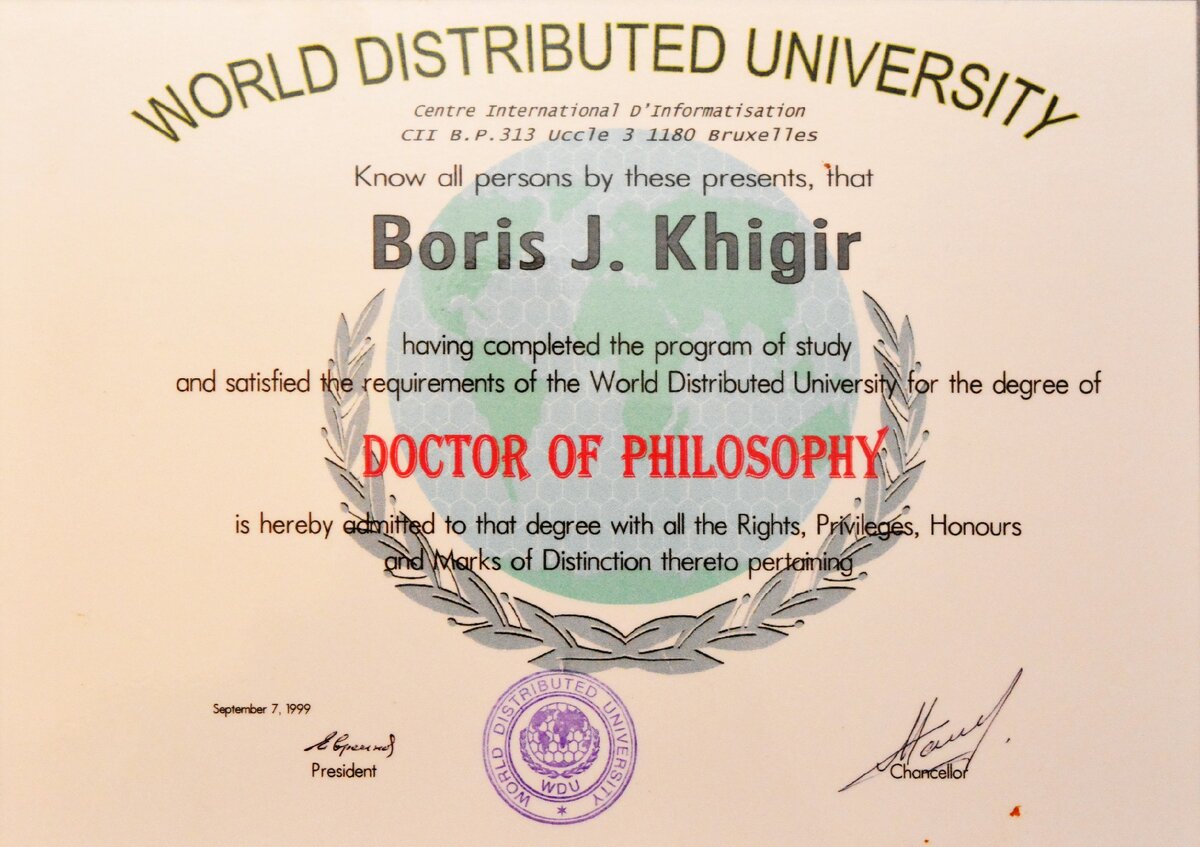 WORLD DISTRIBUTED UNIVERSITY
Centre International D'Informatisation
CII B.P.313 Uccle 3 1180 Bruxelles
Know all persons by these presents, that
Boris J. Khigir
having completed the program of study
and satisfied the requirements of the World Distributed University for the degree of
DOCTOR OF PHILOSOPHY
is hereby admitted to that degree with all the Rights, Privileges, Honours
and Marks of Distinction thereto pertaining
September 7, 1999
President
WORLD DISTRIBUTED UNIVERSITY
WDU
Chancellor